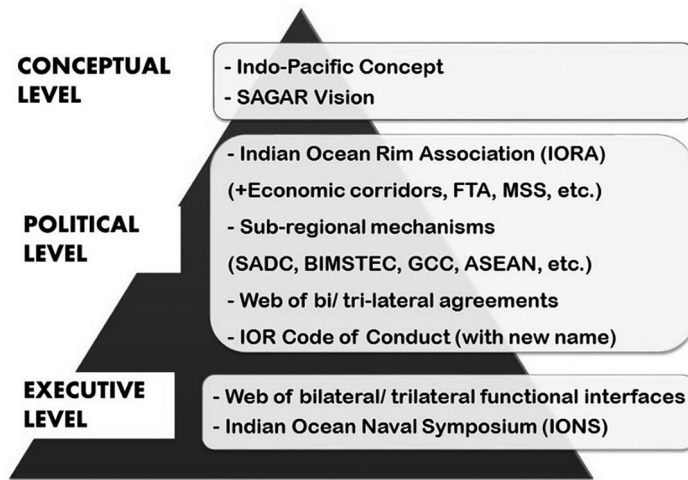 CONCEPTUAL
LEVEL
- Indo-Pacific Concept
- SAGAR Vision
POLITICAL
LEVEL
- Indian Ocean Rim Association (IORA)
(+Economic corridors, FTA, MSS, etc.)
- Sub-regional mechanisms
(SADC, BIMSTEC, GCC, ASEAN, etc.)
- Web of bi/ tri-lateral agreements
- IOR Code of Conduct (with new name)
EXECUTIVE
LEVEL
- Web of bilateral/ trilateral functional interfaces
- Indian Ocean Naval Symposium (IONS)